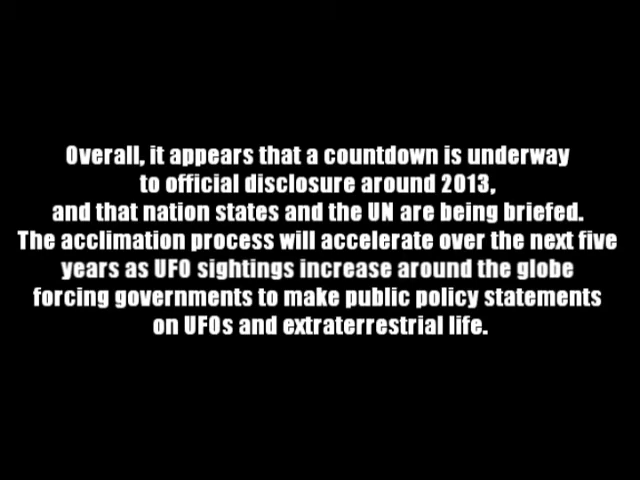 Overall, it appears that a countdown is underway
to official disclosure around 2013,
and that nation states and the UN are being briefed.
The acclimation process will accelerate over the next five
years as UFO sightings increase around the globe
forcing governments to make public policy statements
on UFOs and extraterrestrial life.